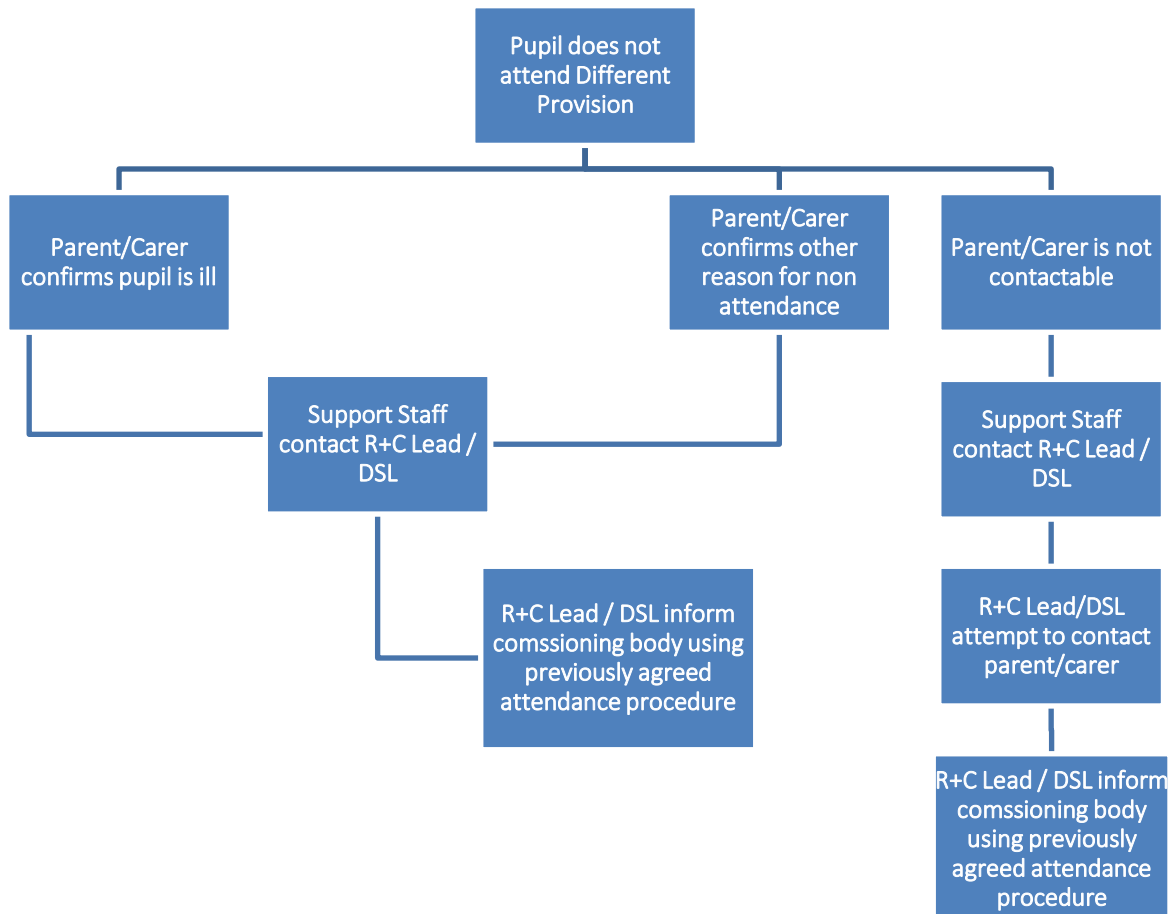 Pupil does not
attend Different
Provision
Parent/Carer
confirms pupil is ill
Parent/Carer
confirms other
reason for non
attendance
Parent/Carer is not
contactable
Support Staff
contact R+C Lead /
DSL
Support Staff
contact R+C Lead /
DSL
R+C Lead / DSL inform
comssioning body using
previously agreed
attendance procedure
R+C Lead/DSL
attempt to contact
parent/carer
R+C Lead / DSL inform
comssioning body
using previously
agreed attendance
procedure